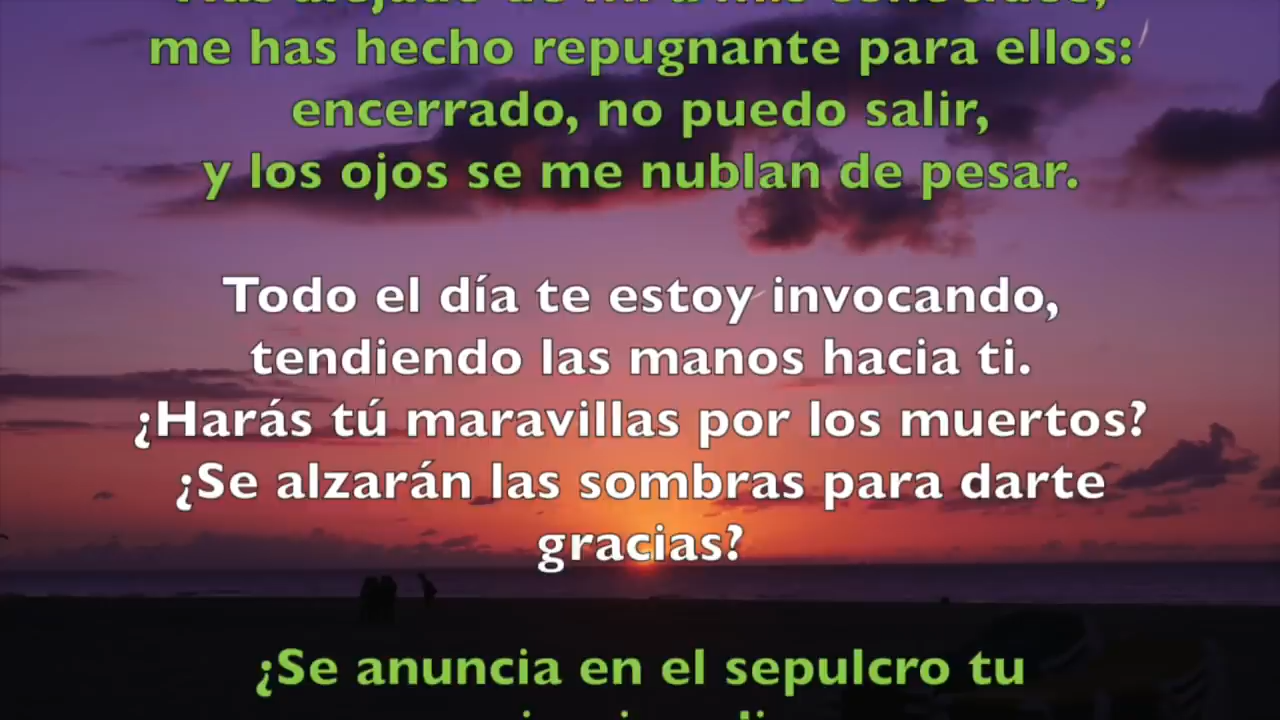 me has hecho repugnante para ellos:
encerrado, no puedo salir,
y los ojos se me nublan de pesar.
Todo el día te estoy invocando,
tendiendo las manos hacia ti.
¿Harás tú maravillas por los muertos?
¿Se alzarán las sombras para darte
gracias?
¿Se anuncia en el sepulcro tu